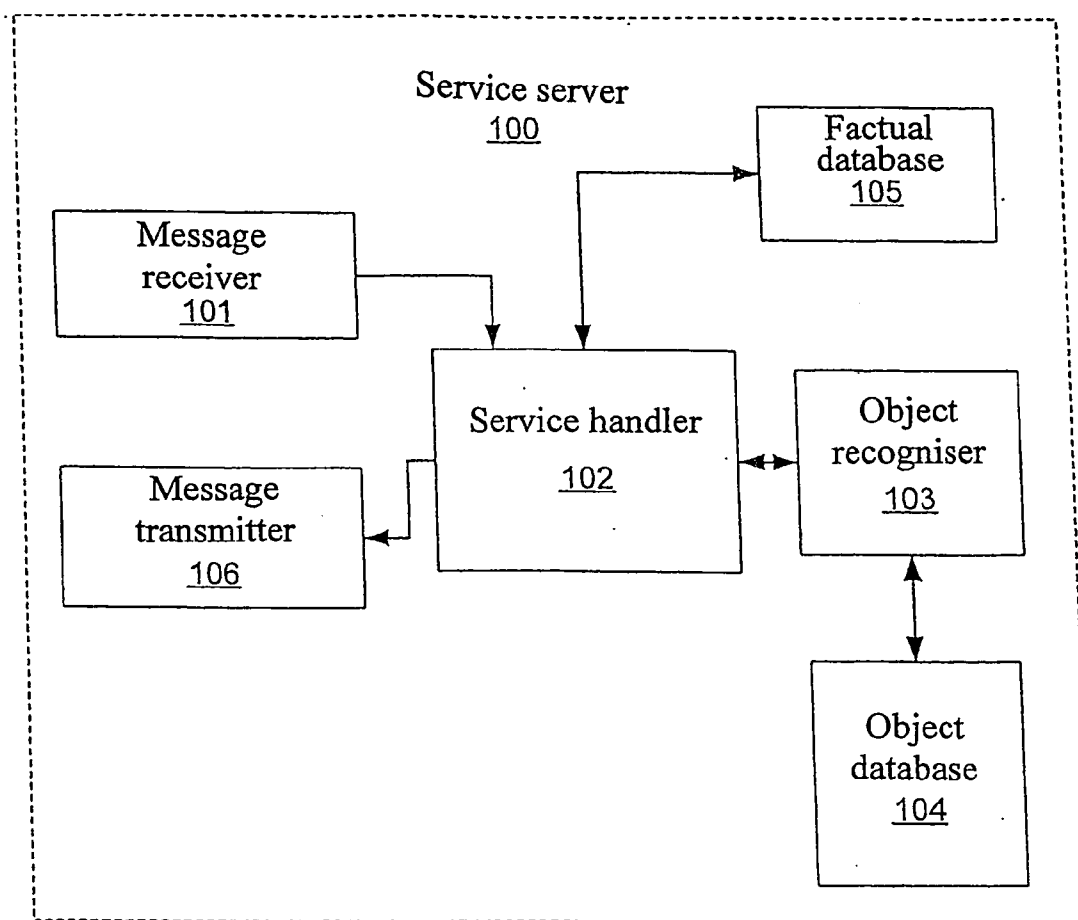 Service server
100
Factual
database
105
Message
receiver
101
Service handler
102
Object
recogniser
103
Message
transmitter
106
Object
database
104